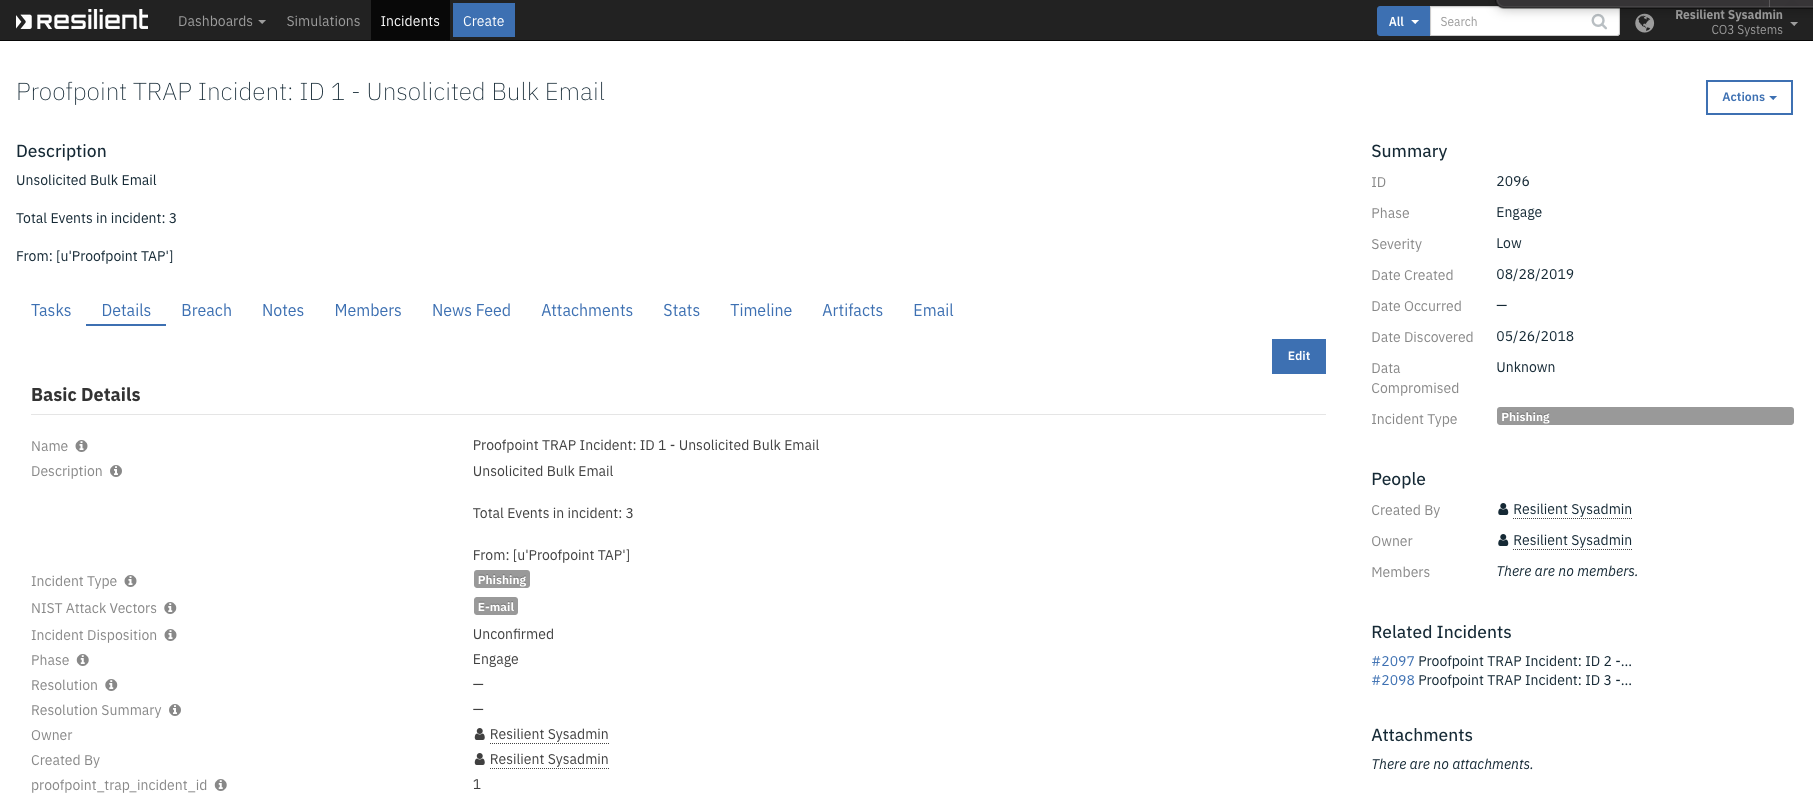 resilient Dashboards Simulations Incidents Create All Search Resilient Sysadmin
CO3 Systems
Proofpoint TRAP Incident: ID 1 - Unsolicited Bulk Email
Actions
Description
Unsolicited Bulk Email
Total Events in incident: 3
From: [u'Proofpoint TAP']
Tasks Details Breach Notes Members News Feed Attachments Stats Timeline Artifacts Email
Edit
Basic Details
Name Proofpoint TRAP Incident: ID 1 - Unsolicited Bulk Email
Description Unsolicited Bulk Email
Total Events in incident: 3
From: [u'Proofpoint TAP']
Incident Type Phishing
NIST Attack Vectors E-mail
Incident Disposition Unconfirmed
Phase Engage
Resolution —
Resolution Summary —
Owner Resilient Sysadmin
Created By Resilient Sysadmin
proofpoint_trap_incident_id 1
Summary
ID 2096
Phase Engage
Severity Low
Date Created 08/28/2019
Date Occurred —
Date Discovered 05/26/2018
Data Unknown
Compromised
Incident Type Phishing
People
Created By Resilient Sysadmin
Owner Resilient Sysadmin
Members There are no members.
Related Incidents
#2097 Proofpoint TRAP Incident: ID 2 -...
#2098 Proofpoint TRAP Incident: ID 3 -...
Attachments
There are no attachments.